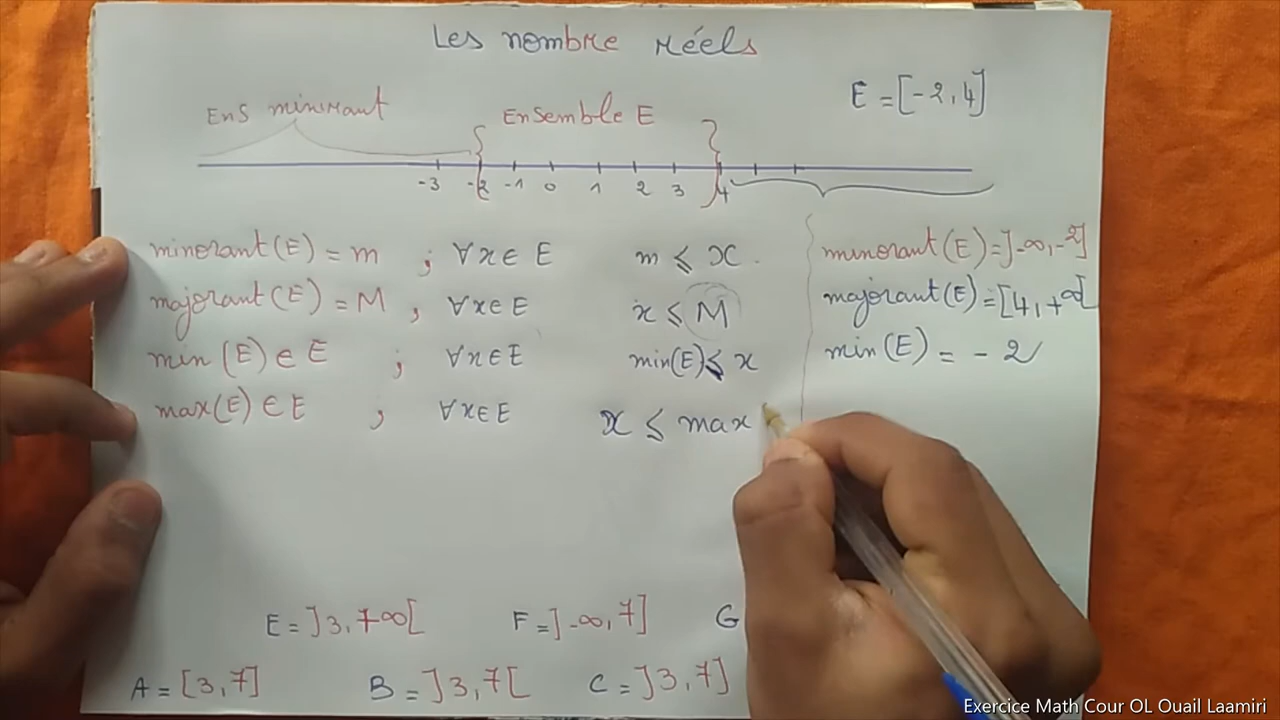 Les nombre réels
E = [-2, 4]
Ens minorant
Ensemble E
-3 -2 -1 0 1 2 3 4
minorant(E) = m ; ∀x∈E m ⩽ x
majorant(E) = M , ∀x∈E x ⩽ M
min(E) ∈ E ; ∀x∈E min(E) ⩽ x
max(E) ∈ E , ∀x∈E x ⩽ max
minorant(E) = ]-∞, -2]
majorant(E) = [4, +∞[
min(E) = -2
E = ]3, +∞[ F = ]-∞, 7] G
A = [3, 7] B = ]3, 7[ C = ]3, 7]
Exercice Math Cour OL Ouail Laamiri